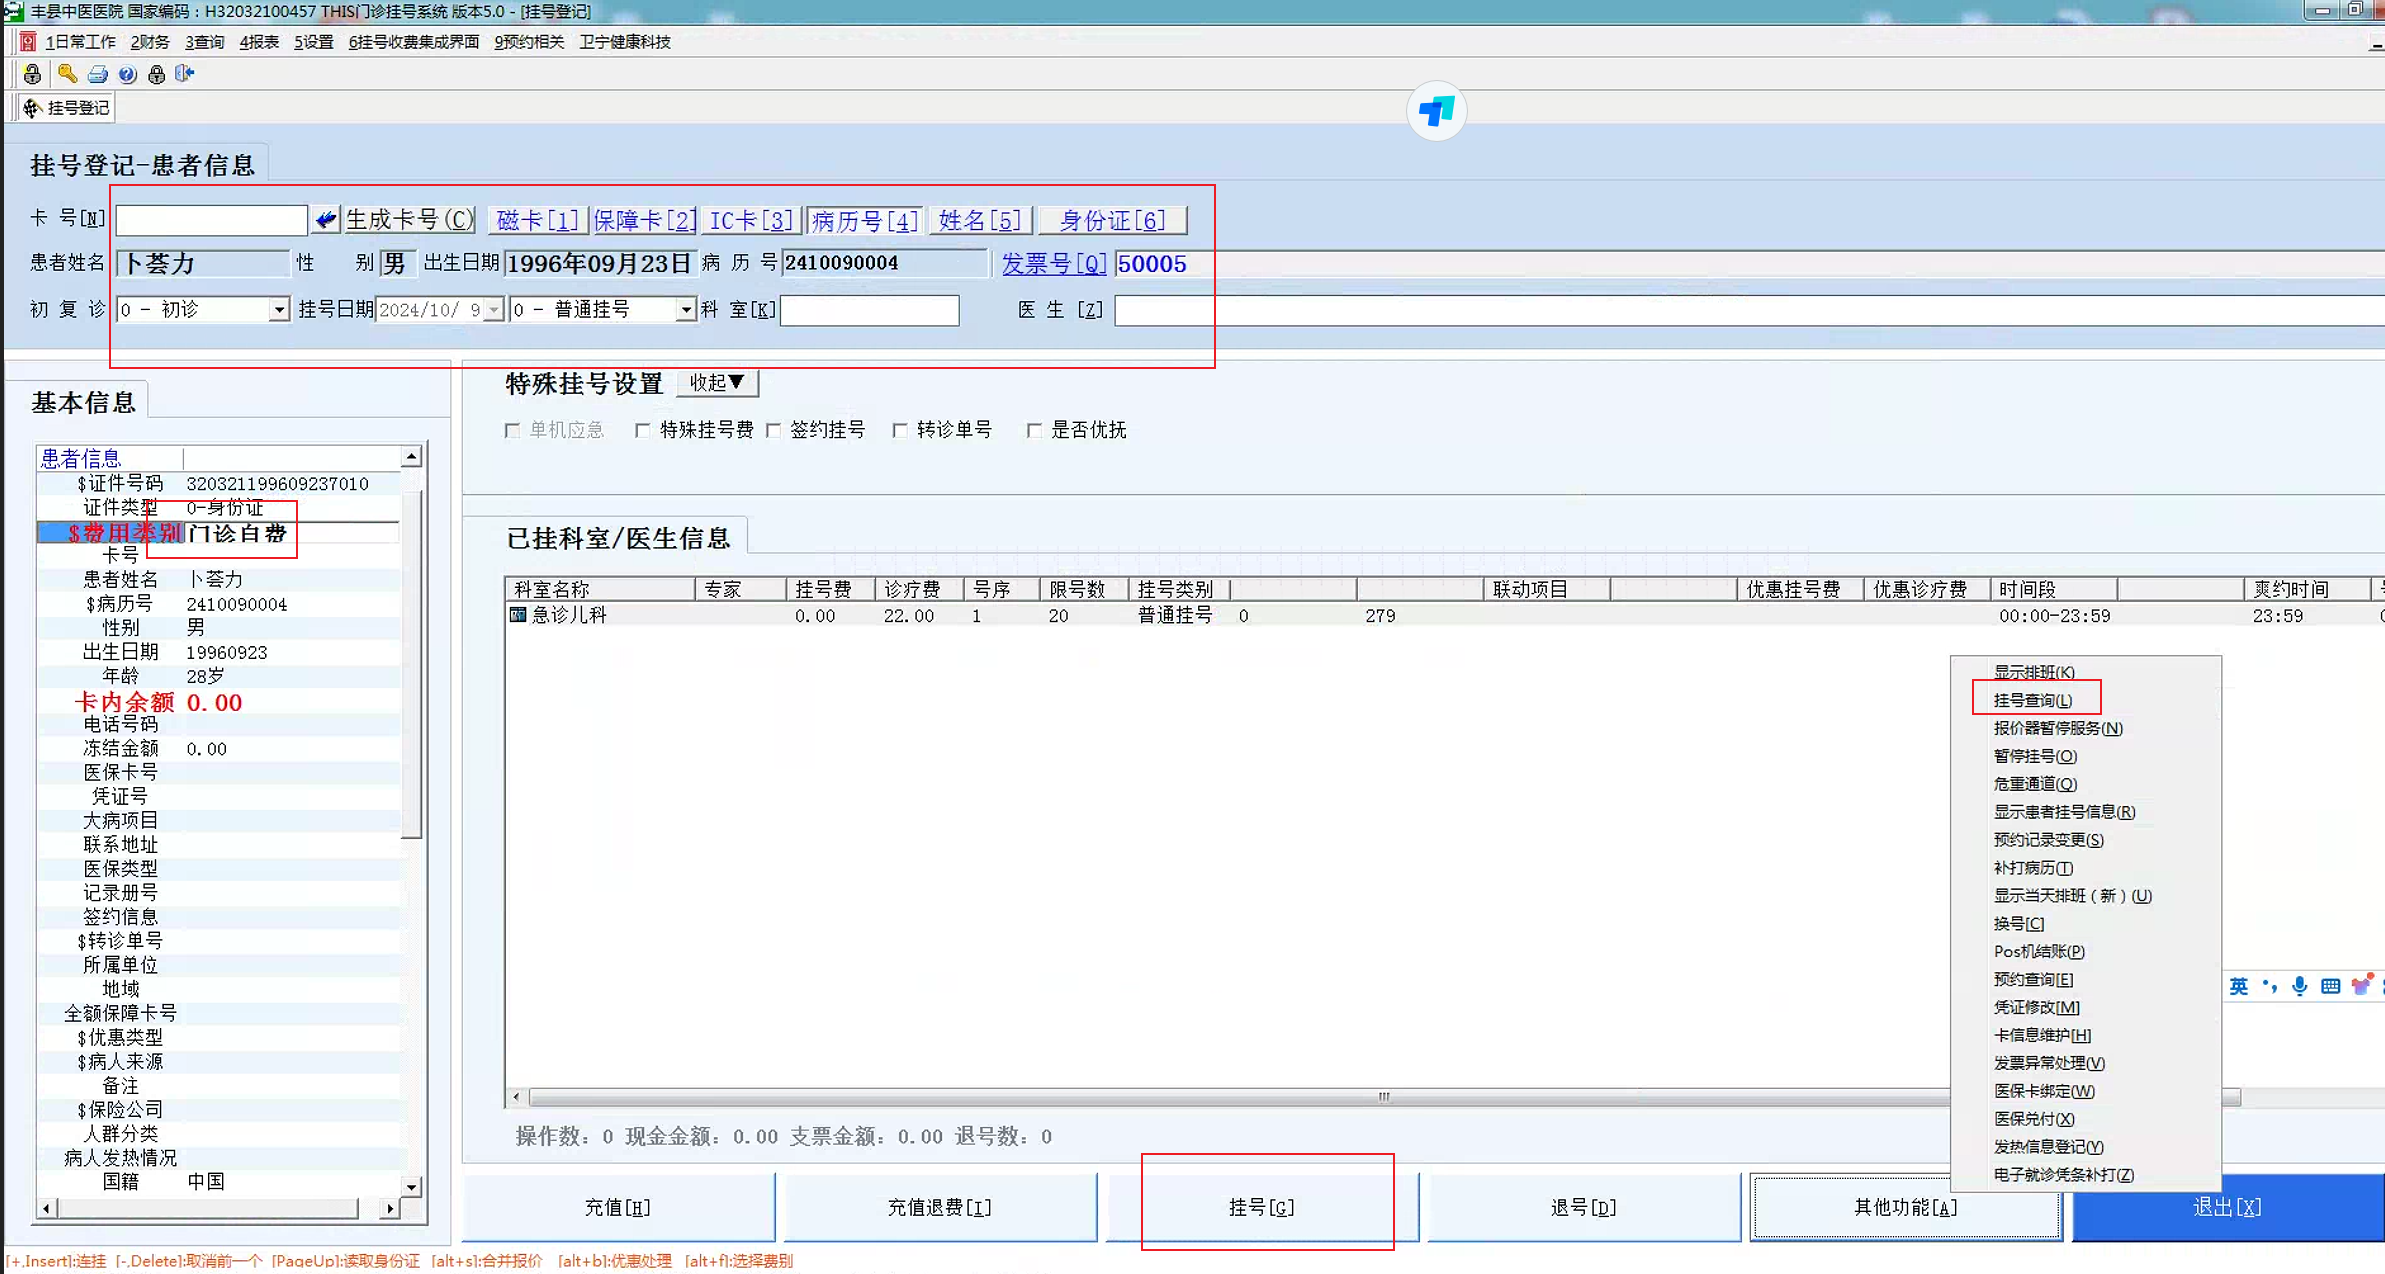 丰县中医医院 国家编码：H32032100457 THIS门诊挂号系统 版本5.0 - [挂号登记]
1日常工作 2财务 3查询 4报表 5设置 6挂号收费集成界面 9预约相关 卫宁健康科技
挂号登记
挂号登记-患者信息
卡 号[N] 生成卡号(C) 磁卡[1] 保障卡[2] IC卡[3] 病历号[4] 姓名[5] 身份证[6]
患者姓名 卜荟力 性 别 男 出生日期 1996年09月23日 病 历 号 2410090004 发票号[Q] 50005
初 复 诊 0 - 初诊 挂号日期 2024/10/ 9 0 - 普通挂号 科 室[K] 医 生 [Z]
基本信息
患者信息
$证件号码 320321199609237010
证件类型 0-身份证
$费用类别 门诊自费
卡号
患者姓名 卜荟力
$病历号 2410090004
性别 男
出生日期 19960923
年龄 28岁
卡内余额 0.00
电话号码
冻结金额 0.00
医保卡号
凭证号
大病项目
联系地址
医保类型
记录册号
签约信息
$转诊单号
所属单位
地域
全额保障卡号
$优惠类型
$病人来源
备注
$保险公司
人群分类
病人发热情况
国籍 中国
特殊挂号设置 收起▼
单机应急 特殊挂号费 签约挂号 转诊单号 是否优抚
已挂科室/医生信息
科室名称 专家 挂号费 诊疗费 号序 限号数 挂号类别 联动项目 优惠挂号费 优惠诊疗费 时间段 爽约时间
急诊儿科 0.00 22.00 1 20 普通挂号 0 279 00:00-23:59 23:59
显示排班(K)
挂号查询(L)
报价器暂停服务(N)
暂停挂号(O)
危重通道(Q)
显示患者挂号信息(R)
预约记录变更(S)
补打病历(T)
显示当天排班（新）(U)
换号[C]
Pos机结账(P)
预约查询[E]
凭证修改[M]
卡信息维护[H]
发票异常处理(V)
医保卡绑定(W)
医保兑付(X)
发热信息登记(Y)
电子就诊凭条补打(Z)
英
操作数：0 现金金额：0.00 支票金额：0.00 退号数：0
充值[H] 充值退费[I] 挂号[G] 退号[D] 其他功能[A] 退出[X]
[+,Insert]:连挂 [-,Delete]:取消前一个 [PageUp]:读取身份证 [alt+s]:合并报价 [alt+b]:优惠处理 [alt+f]:选择费别